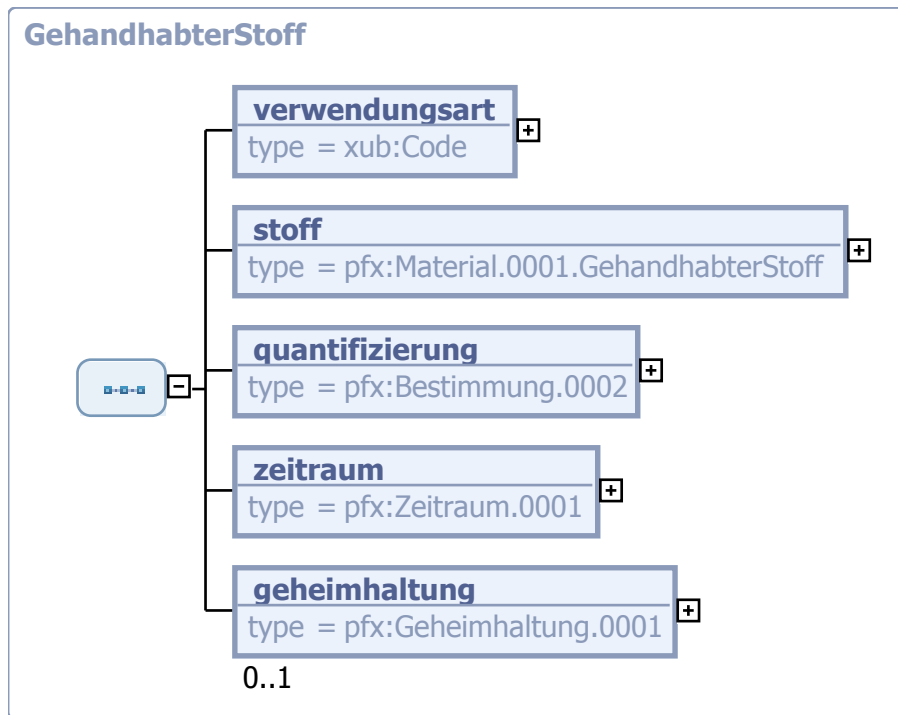 GehandhabterStoff
verwendungsart
type = xub:Code
stoff
type = pfx:Material.0001.GehandhabterStoff
quantifizierung
type = pfx:Bestimmung.0002
zeitraum
type = pfx:Zeitraum.0001
geheimhaltung
type = pfx:Geheimhaltung.0001
0..1